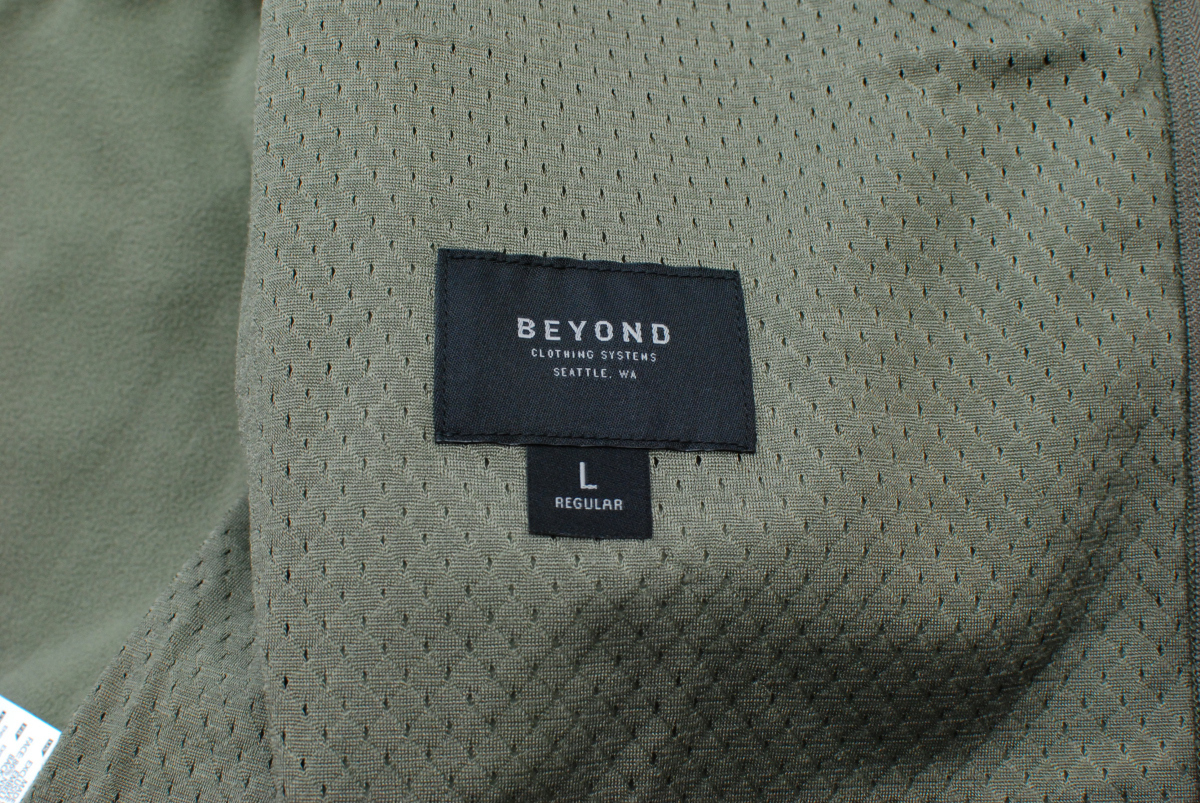 BEYOND
CLOTHING SYSTEMS
SEATTLE, WA
L
REGULAR